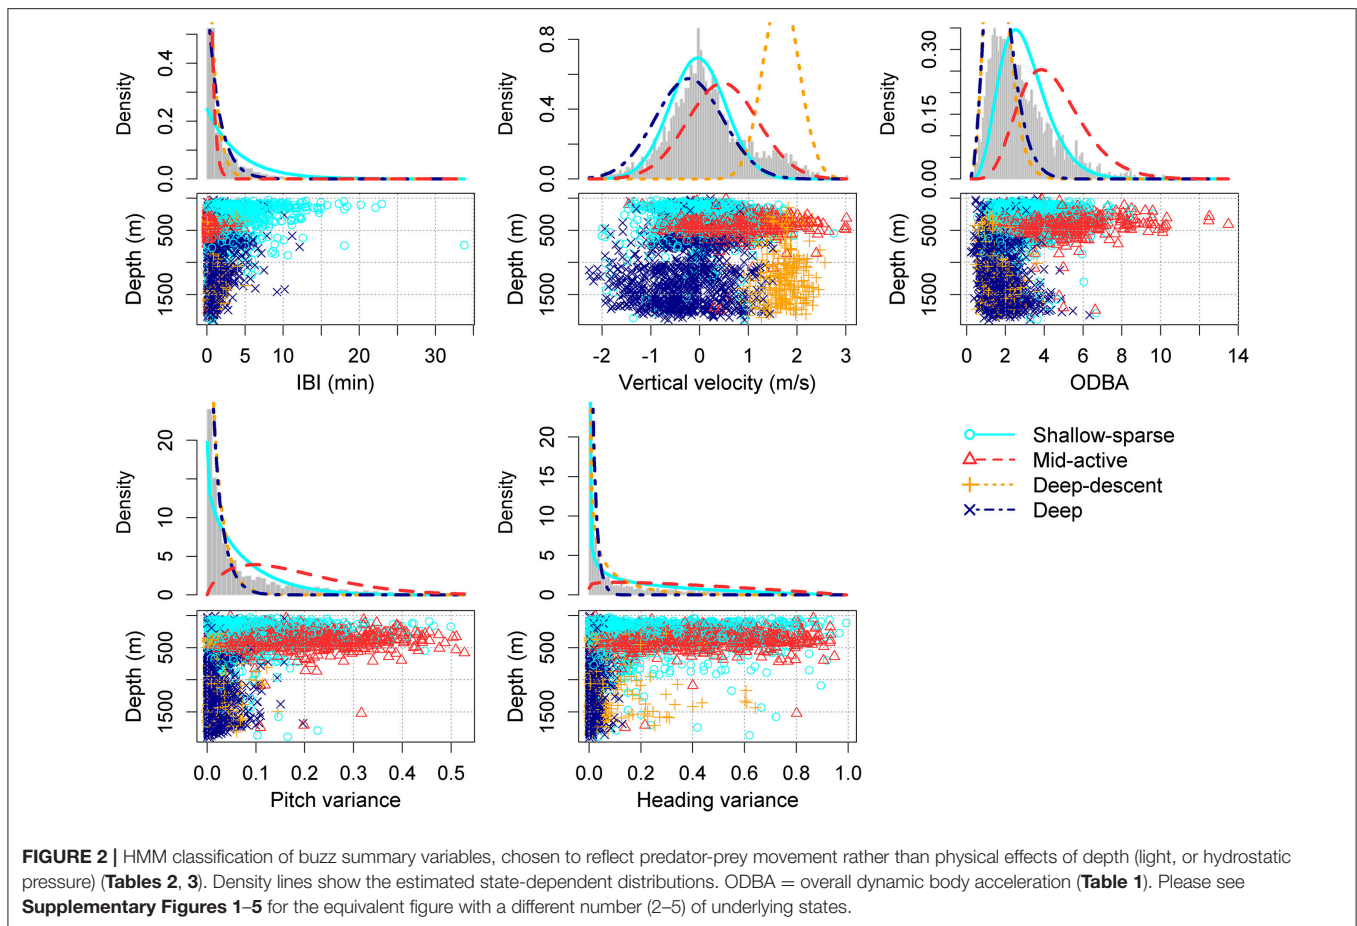 Density
0.0 0.2 0.4
Depth (m)
500
1500
0 5 10 20 30
IBI (min)
Density
0.0 0.4 0.8
Depth (m)
500
1500
-2 -1 0 1 2 3
Vertical velocity (m/s)
Density
0.00 0.15 0.30
Depth (m)
500
1500
0 2 4 6 8 10 14
ODBA
Density
0 5 10 20
Depth (m)
500
1500
0.0 0.1 0.2 0.3 0.4 0.5
Pitch variance
Density
0 5 10 15 20
Depth (m)
500
1500
0.0 0.2 0.4 0.6 0.8 1.0
Heading variance
Shallow-sparse
Mid-active
Deep-descent
Deep
FIGURE 2 | HMM classification of buzz summary variables, chosen to reflect predator-prey movement rather than physical effects of depth (light, or hydrostatic
pressure) (Tables 2, 3). Density lines show the estimated state-dependent distributions. ODBA = overall dynamic body acceleration (Table 1). Please see
Supplementary Figures 1–5 for the equivalent figure with a different number (2–5) of underlying states.